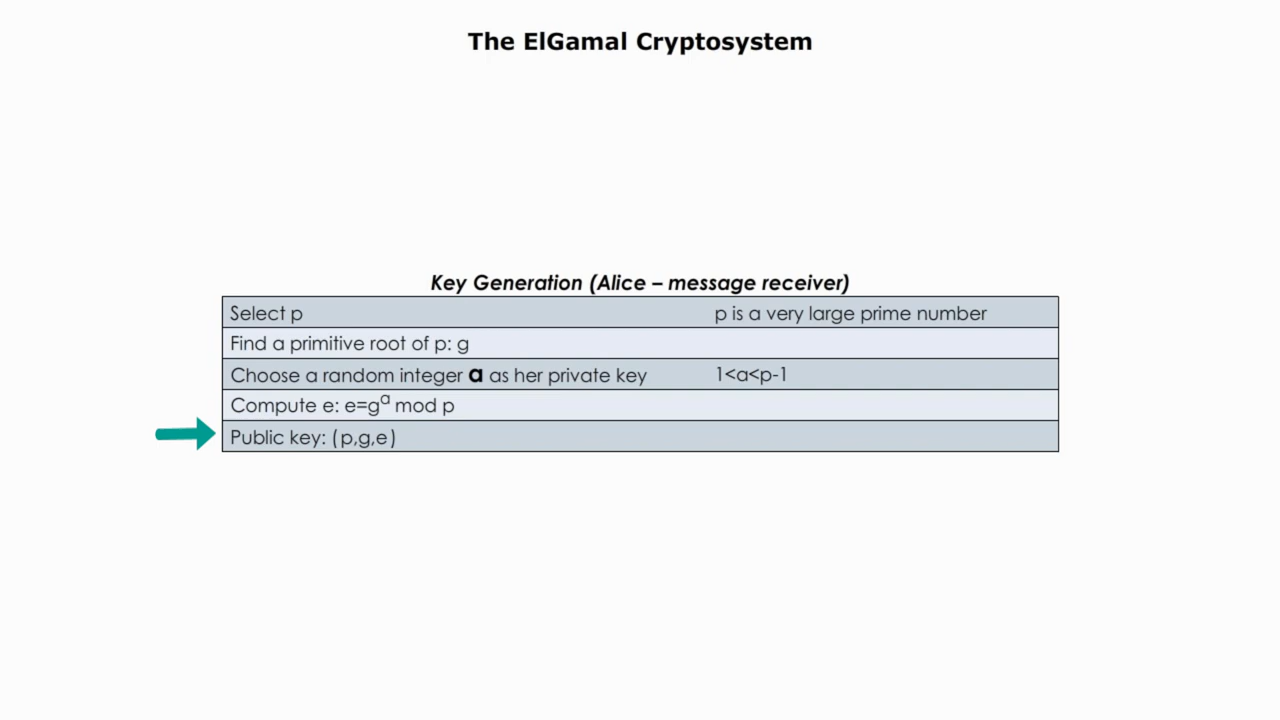 The ElGamal Cryptosystem
Key Generation (Alice – message receiver)
Select p p is a very large prime number
Find a primitive root of p: g
Choose a random integer a as her private key 1<a<p-1
Compute e: e=gᵃ mod p
Public key: (p,g,e)